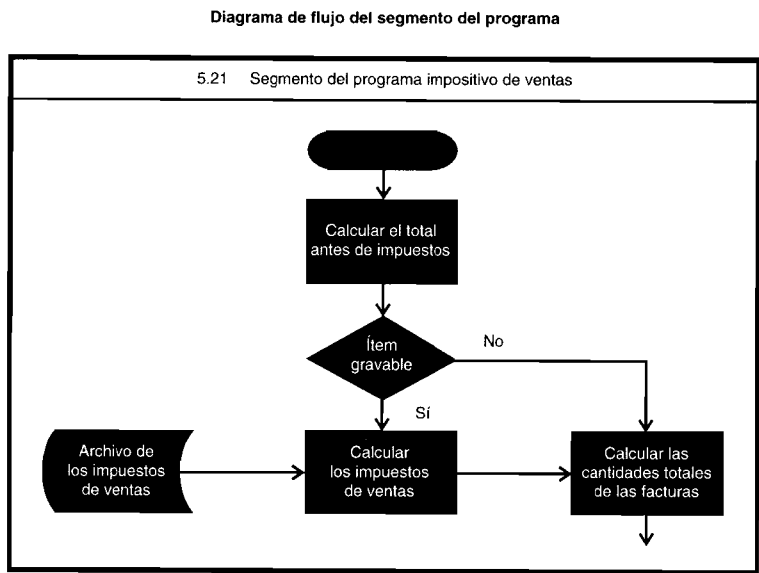 Diagrama de flujo del segmento del programa
5.21 Segmento del programa impositivo de ventas
Calcular el total
antes de impuestos
Ítem
gravable
No
Sí
Archivo de
los impuestos
de ventas
Calcular
los impuestos
de ventas
Calcular las
cantidades totales
de las facturas